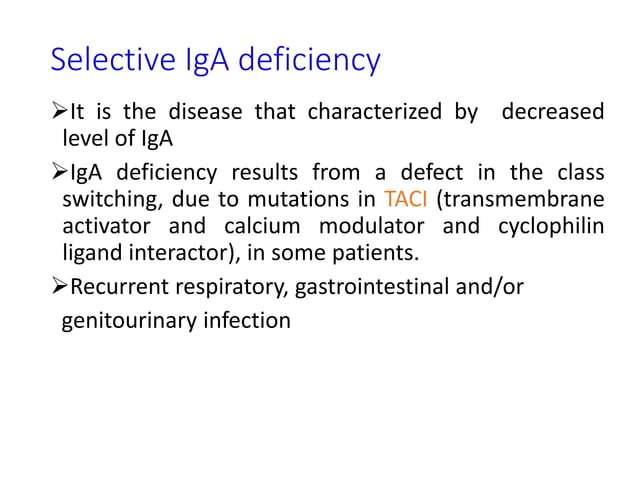 Selective IgA deficiency
➢It is the disease that characterized by decreased
level of IgA
➢IgA deficiency results from a defect in the class
switching, due to mutations in TACI (transmembrane
activator and calcium modulator and cyclophilin
ligand interactor), in some patients.
➢Recurrent respiratory, gastrointestinal and/or
genitourinary infection